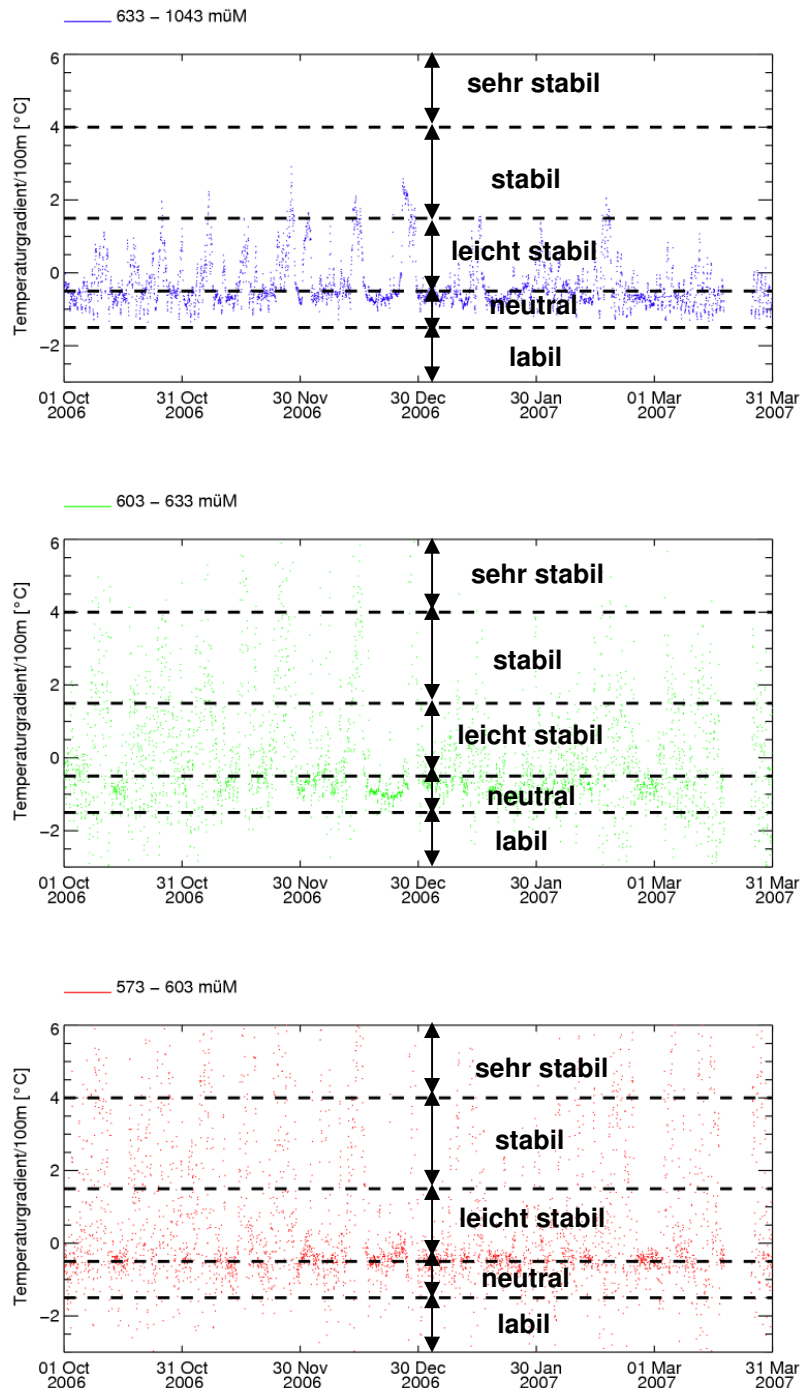 633 – 1043 müM
6
4
2
0
−2
Temperaturgradient/100m [°C]
sehr stabil
stabil
leicht stabil
neutral
labil
01 Oct 31 Oct 30 Nov 30 Dec 30 Jan 01 Mar 31 Mar
2006 2006 2006 2006 2007 2007 2007
603 – 633 müM
6
4
2
0
−2
Temperaturgradient/100m [°C]
sehr stabil
stabil
leicht stabil
neutral
labil
01 Oct 31 Oct 30 Nov 30 Dec 30 Jan 01 Mar 31 Mar
2006 2006 2006 2006 2007 2007 2007
573 – 603 müM
6
4
2
0
−2
Temperaturgradient/100m [°C]
sehr stabil
stabil
leicht stabil
neutral
labil
01 Oct 31 Oct 30 Nov 30 Dec 30 Jan 01 Mar 31 Mar
2006 2006 2006 2006 2007 2007 2007